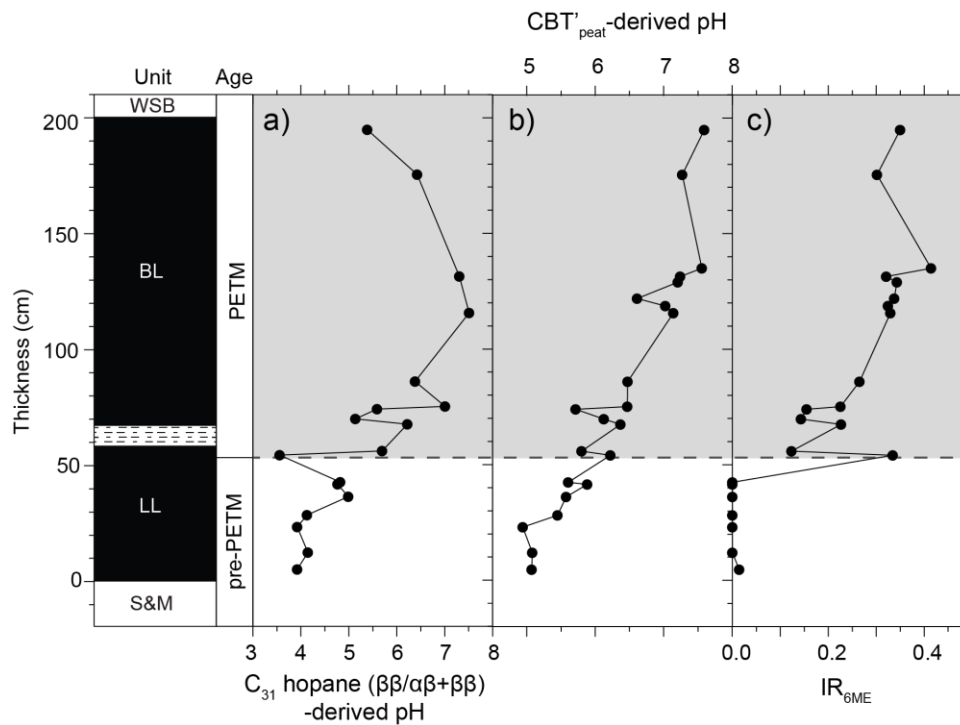 CBT'peat-derived pH
Unit Age 5 6 7 8
WSB
200
a) b) c)
150
BL
PETM
Thickness (cm)
100
50
LL
pre-PETM
0
S&M
3 4 5 6 7 8 0.0 0.2 0.4
C31 hopane (ββ/αβ+ββ)
-derived pH
IR6ME